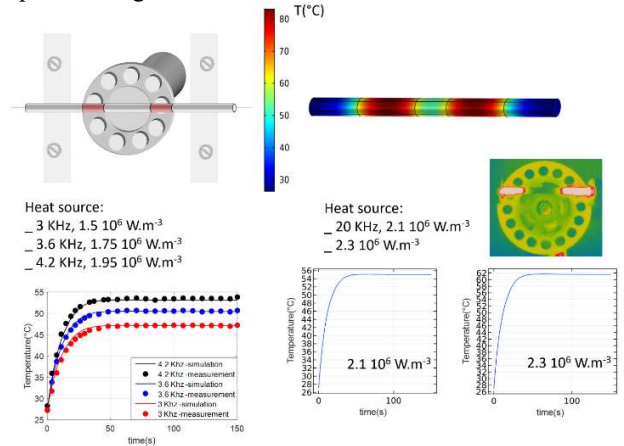 T(°C)
80
70
60
50
40
30
Heat source:
_ 3 KHz, 1.5 10⁶ W.m⁻³
_ 3.6 KHz, 1.75 10⁶ W.m⁻³
_ 4.2 KHz, 1.95 10⁶ W.m⁻³
Heat source:
_ 20 KHz, 2.1 10⁶ W.m⁻³
_ 2.3 10⁶ W.m⁻³
55
50
45
40
35
30
25
Temperature(°C)
4.2 Khz-simulation
4.2 Khz-measurement
3.6 Khz-simulation
3.6 Khz-measurement
3 Khz-simulation
3 Khz-measurement
0 50 100 150
time(s)
56
54
52
50
48
46
44
42
40
38
36
34
32
30
28
26
Temperature(°C)
2.1 10⁶ W.m⁻³
0 100
time(s)
62
60
58
56
54
52
50
48
46
44
42
40
38
36
34
32
30
28
26
Temperature(°C)
2.3 10⁶ W.m⁻³
0 100
time(s)